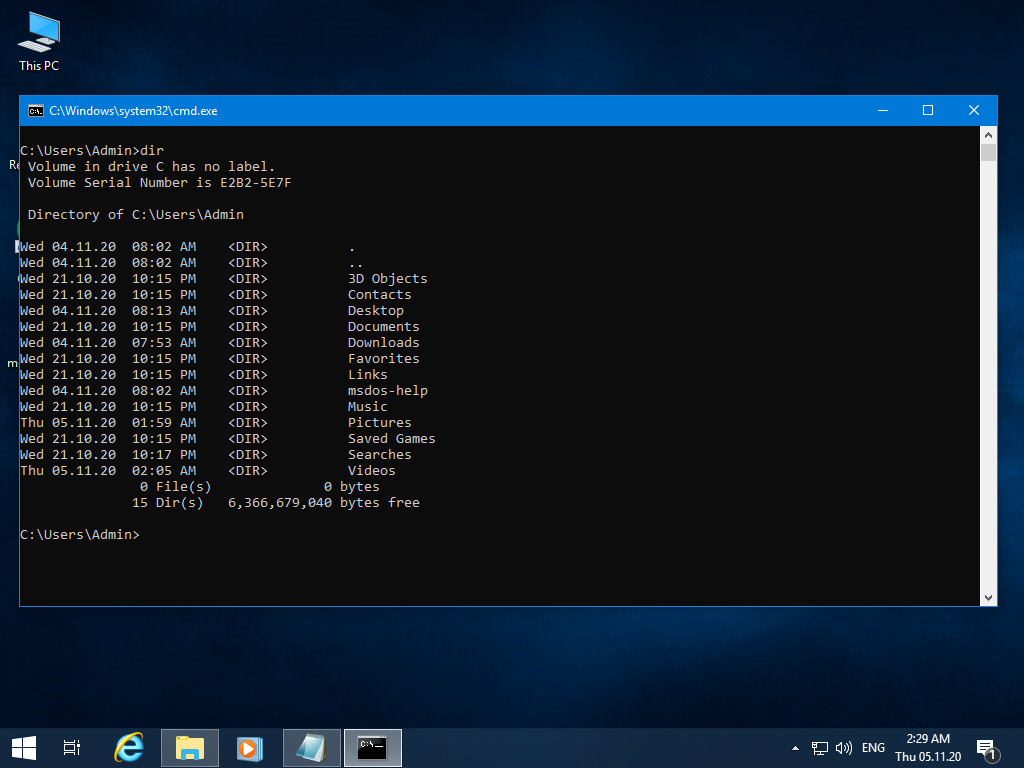 This PC
C:\Windows\system32\cmd.exe
C:\Users\Admin>dir
Volume in drive C has no label.
Volume Serial Number is E2B2-5E7F
Directory of C:\Users\Admin
Wed 04.11.20  08:02 AM    <DIR>          .
Wed 04.11.20  08:02 AM    <DIR>          ..
Wed 21.10.20  10:15 PM    <DIR>          3D Objects
Wed 21.10.20  10:15 PM    <DIR>          Contacts
Wed 04.11.20  08:13 AM    <DIR>          Desktop
Wed 21.10.20  10:15 PM    <DIR>          Documents
Wed 04.11.20  07:53 AM    <DIR>          Downloads
Wed 21.10.20  10:15 PM    <DIR>          Favorites
Wed 21.10.20  10:15 PM    <DIR>          Links
Wed 04.11.20  08:02 AM    <DIR>          msdos-help
Wed 21.10.20  10:15 PM    <DIR>          Music
Thu 05.11.20  01:59 AM    <DIR>          Pictures
Wed 21.10.20  10:15 PM    <DIR>          Saved Games
Wed 21.10.20  10:17 PM    <DIR>          Searches
Thu 05.11.20  02:05 AM    <DIR>          Videos
0 File(s)              0 bytes
15 Dir(s)   6,366,679,040 bytes free
C:\Users\Admin>
ENG
2:29 AM
Thu 05.11.20
1